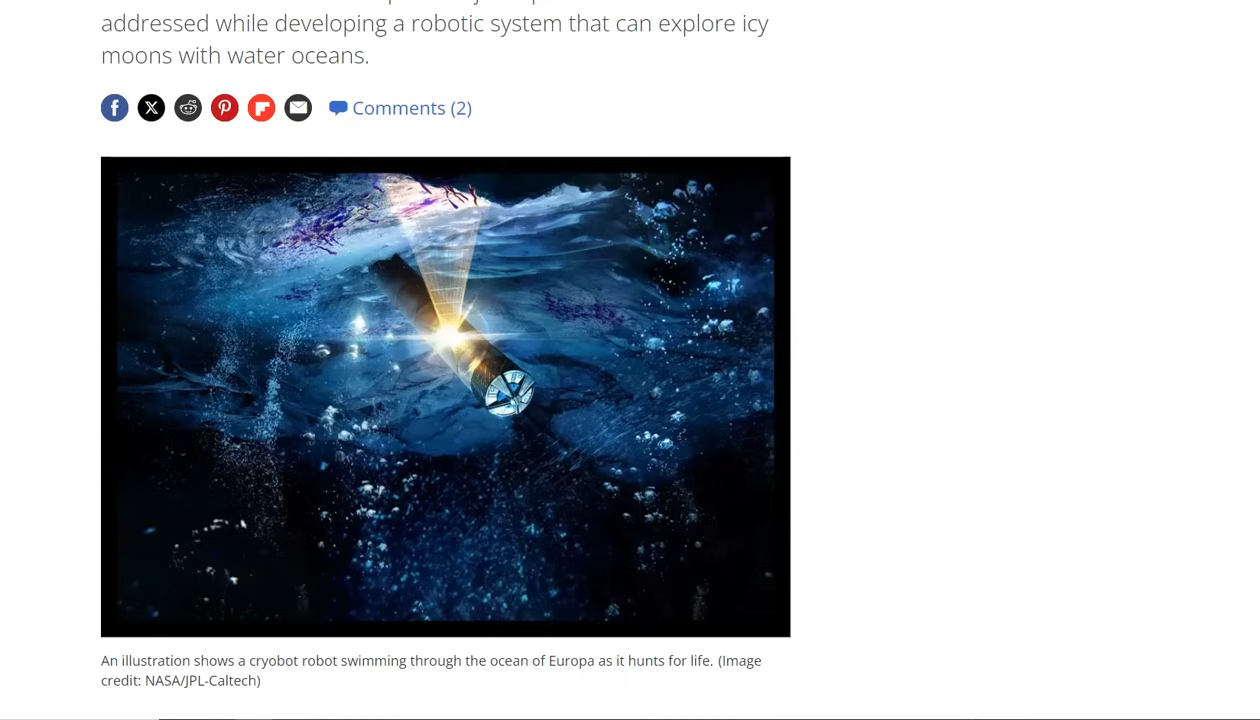 addressed while developing a robotic system that can explore icy
moons with water oceans.
Comments (2)
An illustration shows a cryobot robot swimming through the ocean of Europa as it hunts for life. (Image
credit: NASA/JPL-Caltech)